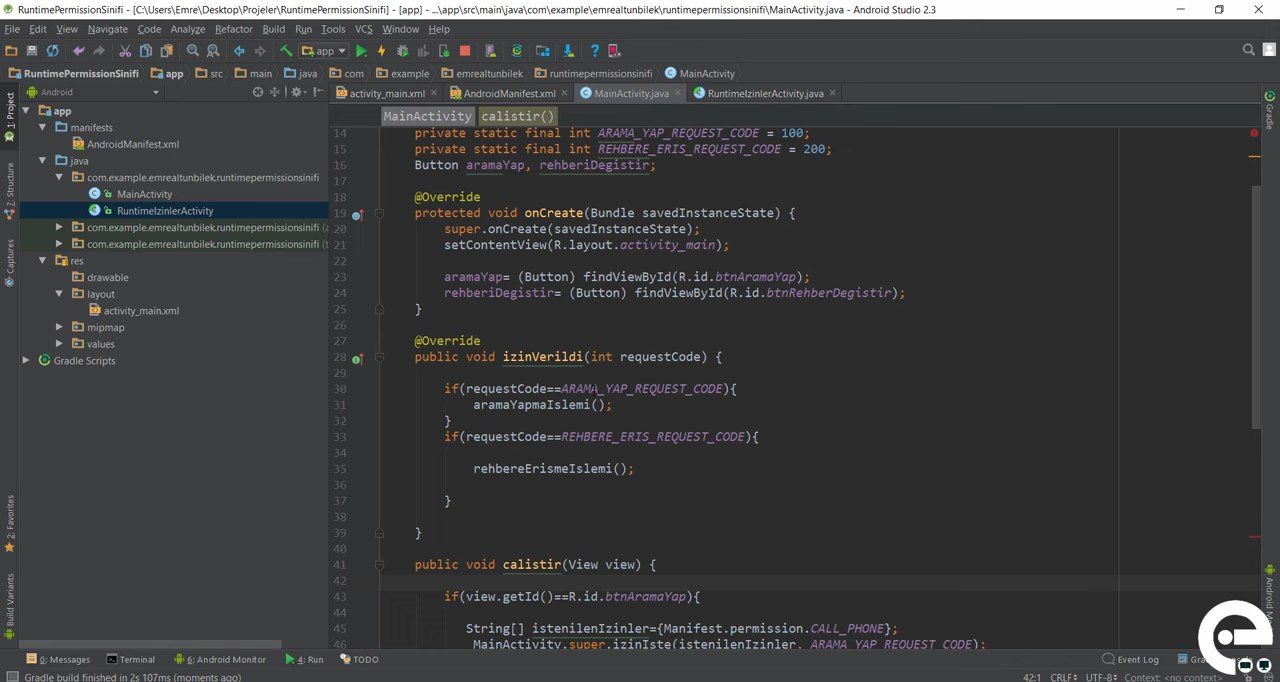 RuntimePermissionSinifi - [C:\Users\Emre\Desktop\Projeler\RuntimePermissionSinifi] - [app] - ...\app\src\main\java\com\example\emrealtunbilek\runtimepermissionsinifi\MainActivity.java - Android Studio 2.3
File Edit View Navigate Code Analyze Refactor Build Run Tools VCS Window Help
app
RuntimePermissionSinifi app src main java com example emrealtunbilek runtimepermissionsinifi MainActivity
Android
activity_main.xml AndroidManifest.xml MainActivity.java RuntimeIzinlerActivity.java
MainActivity calistir()
1: Project
Z: Structure
Captures
2: Favorites
Build Variants
Gradle
app
manifests
AndroidManifest.xml
java
com.example.emrealtunbilek.runtimepermissionsinifi
MainActivity
RuntimeIzinlerActivity
com.example.emrealtunbilek.runtimepermissionsinifi (a
com.example.emrealtunbilek.runtimepermissionsinifi (t
res
drawable
layout
activity_main.xml
mipmap
values
Gradle Scripts
14 private static final int ARAMA_YAP_REQUEST_CODE = 100;
15 private static final int REHBERE_ERIS_REQUEST_CODE = 200;
16 Button aramaYap, rehberiDegistir;
17
18 @Override
19 protected void onCreate(Bundle savedInstanceState) {
20 super.onCreate(savedInstanceState);
21 setContentView(R.layout.activity_main);
22
23 aramaYap= (Button) findViewById(R.id.btnAramaYap);
24 rehberiDegistir= (Button) findViewById(R.id.btnRehberDegistir);
25 }
26
27 @Override
28 public void izinVerildi(int requestCode) {
29
30 if(requestCode==ARAMA_YAP_REQUEST_CODE){
31 aramaYapmaIslemi();
32 }
33 if(requestCode==REHBERE_ERIS_REQUEST_CODE){
34
35 rehbereErismeIslemi();
36
37 }
38
39 }
40
41 public void calistir(View view) {
42
43 if(view.getId()==R.id.btnAramaYap){
44
45 String[] istenilenIzinler={Manifest.permission.CALL_PHONE};
46 MainActivity.super.izinIste(istenilenIzinler, ARAMA_YAP_REQUEST_CODE);
0: Messages Terminal 6: Android Monitor 4: Run TODO Event Log
Gradle build finished in 2s 107ms (moments ago) 42:1 CRLF UTF-8 Context: <no context>